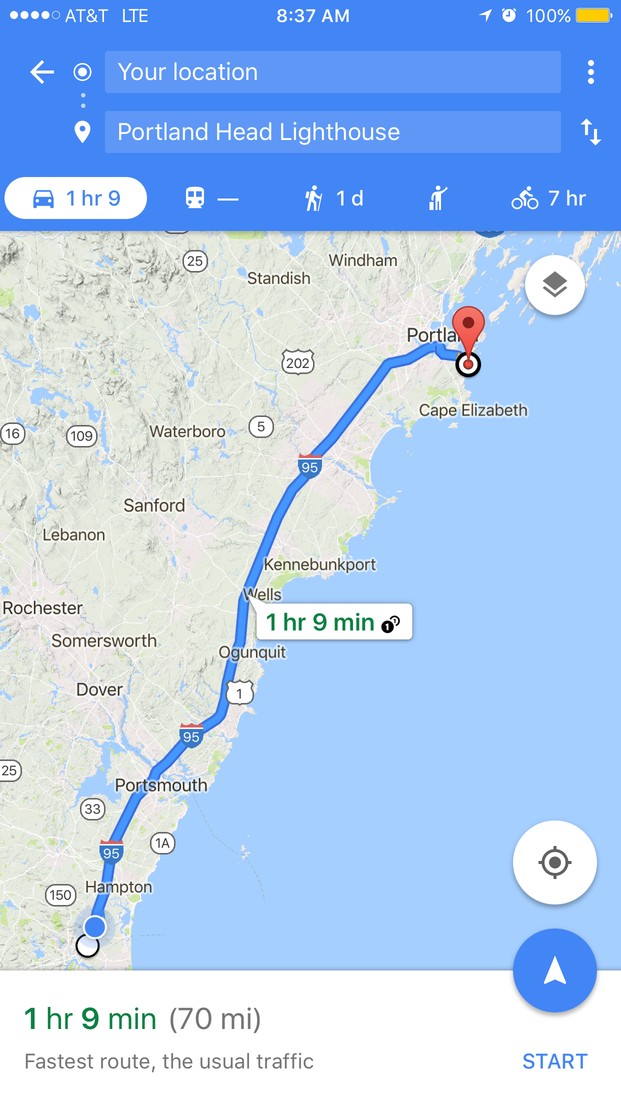 AT&T LTE 8:37 AM 100%
Your location
Portland Head Lighthouse
1 hr 9 — 1 d 7 hr
Windham
25
Standish
Portla
202
Cape Elizabeth
5
Waterboro
16
109
95
Sanford
Lebanon
Kennebunkport
Wells
Rochester
1 hr 9 min
Somersworth
Ogunquit
Dover
1
95
25
Portsmouth
33
1A
95
Hampton
150
1 hr 9 min (70 mi)
Fastest route, the usual traffic
START